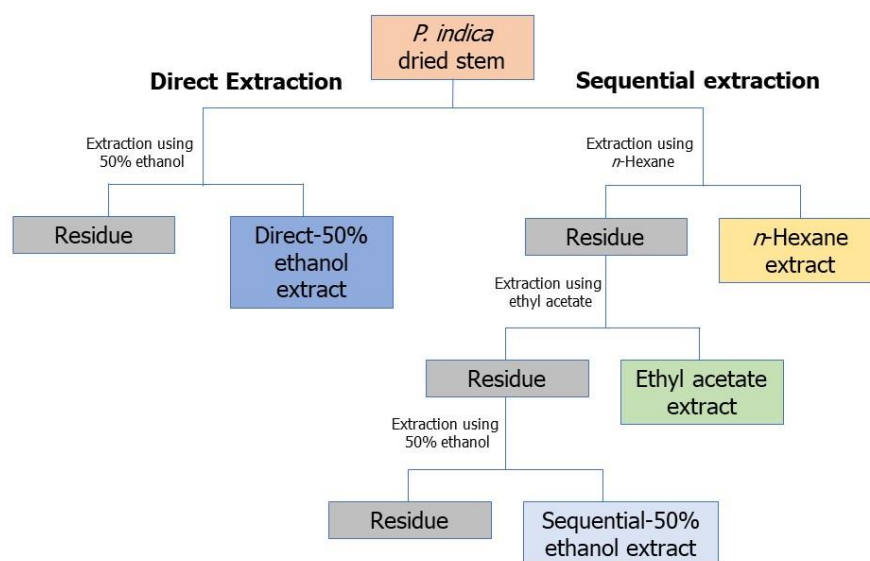 P. indica
dried stem
Direct Extraction
Sequential extraction
Extraction using
50% ethanol
Extraction using
n-Hexane
Residue
Direct-50%
ethanol
extract
Residue
n-Hexane
extract
Extraction using
ethyl acetate
Residue
Ethyl acetate
extract
Extraction using
50% ethanol
Residue
Sequential-50%
ethanol extract